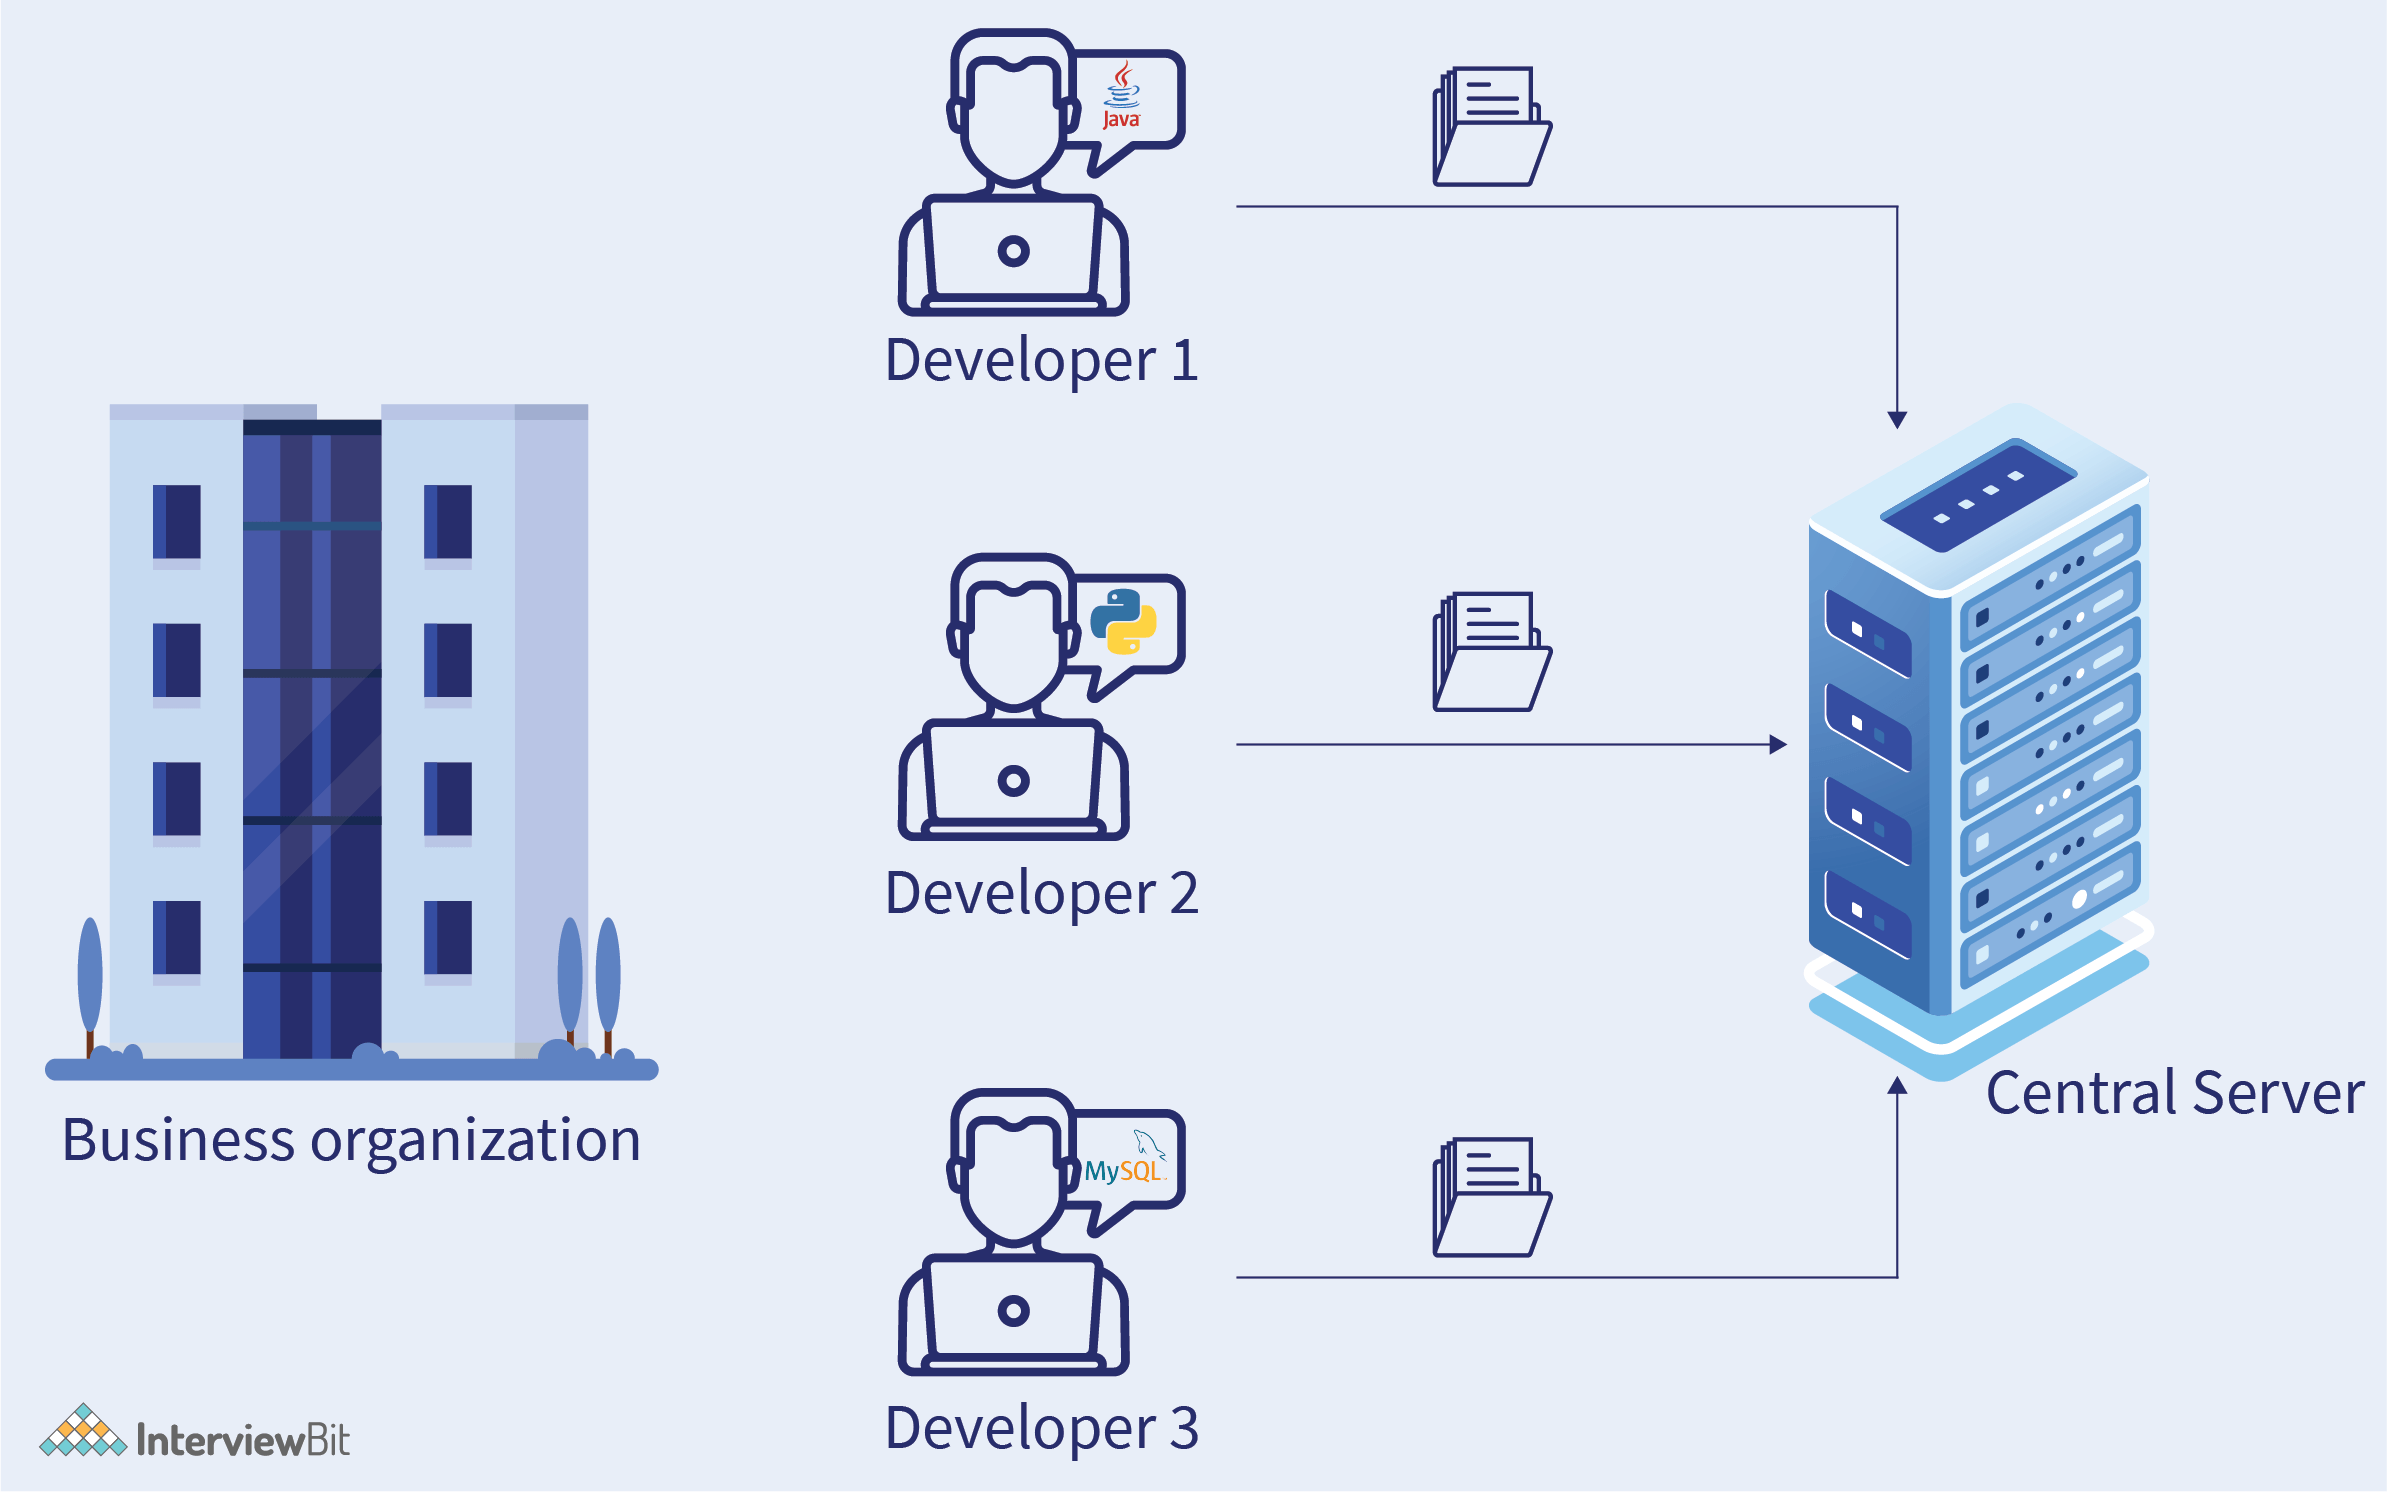 Java
Developer 1
Developer 2
Business organization
Central Server
MySQL
Developer 3
InterviewBit